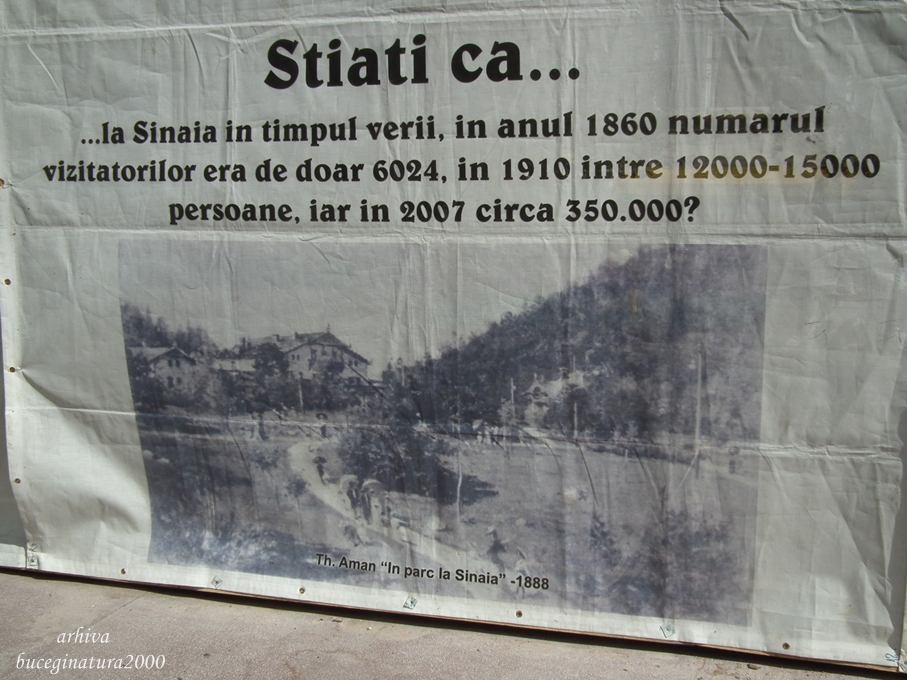 Stiati ca...
...la Sinaia in timpul verii, in anul 1860 numarul
vizitatorilor era de doar 6024, in 1910 intre 12000-15000
persoane, iar in 2007 circa 350.000?
Th. Aman "In parc la Sinaia" -1888
arhiva
buceginatura2000